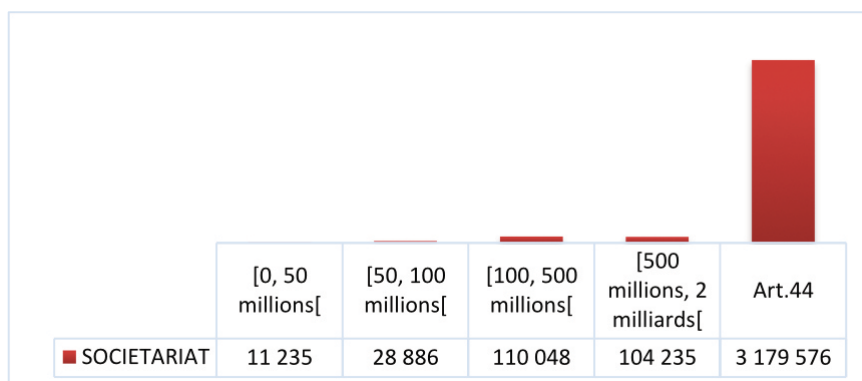 [0, 50
millions[
[50, 100
millions[
[100, 500
millions[
[500
millions, 2
milliards[
Art.44
SOCIETARIAT
11 235
28 886
110 048
104 235
3 179 576